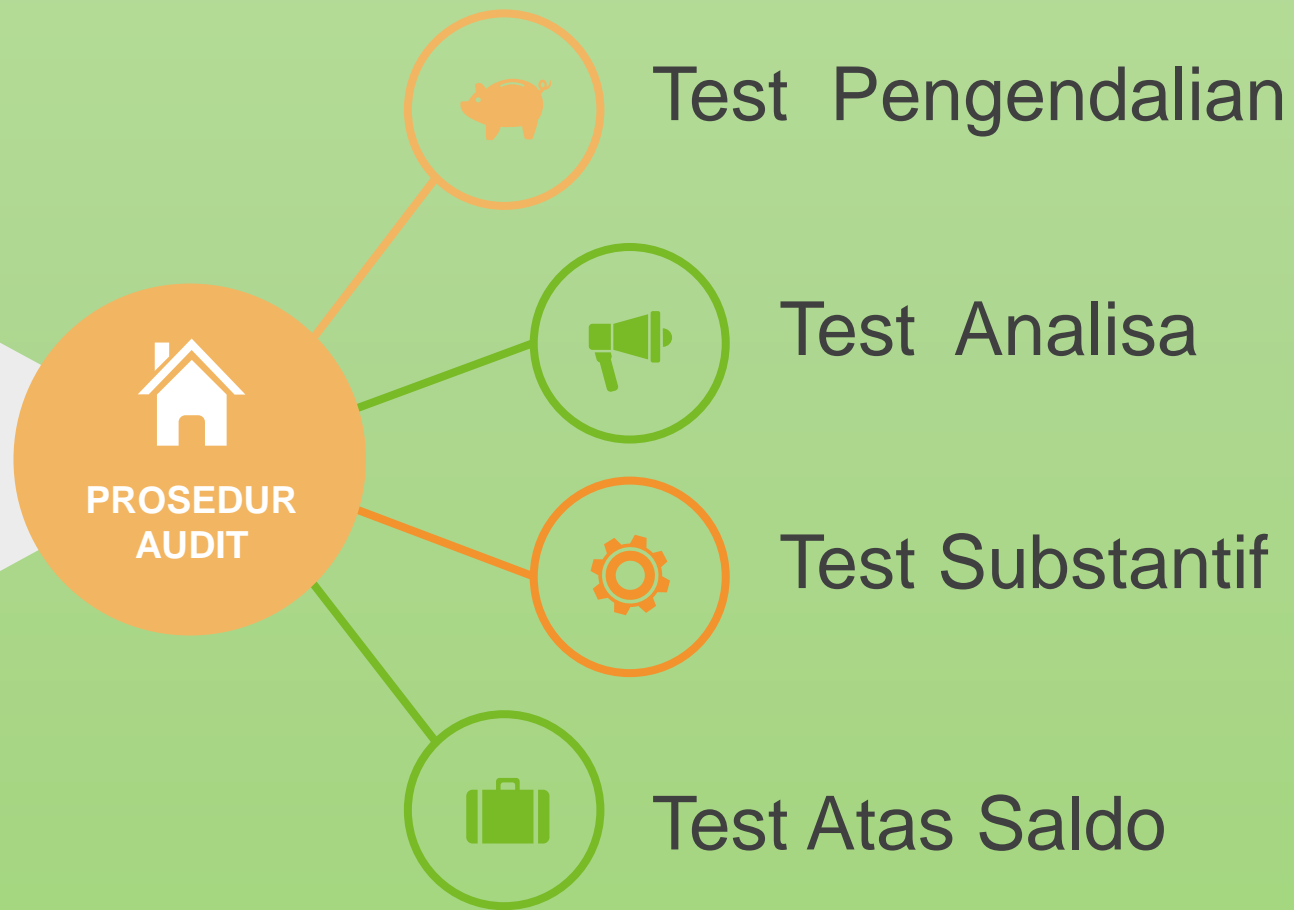 Test Pengendalian
Test Analisa
PROSEDUR
AUDIT
Test Substantif
Test Atas Saldo